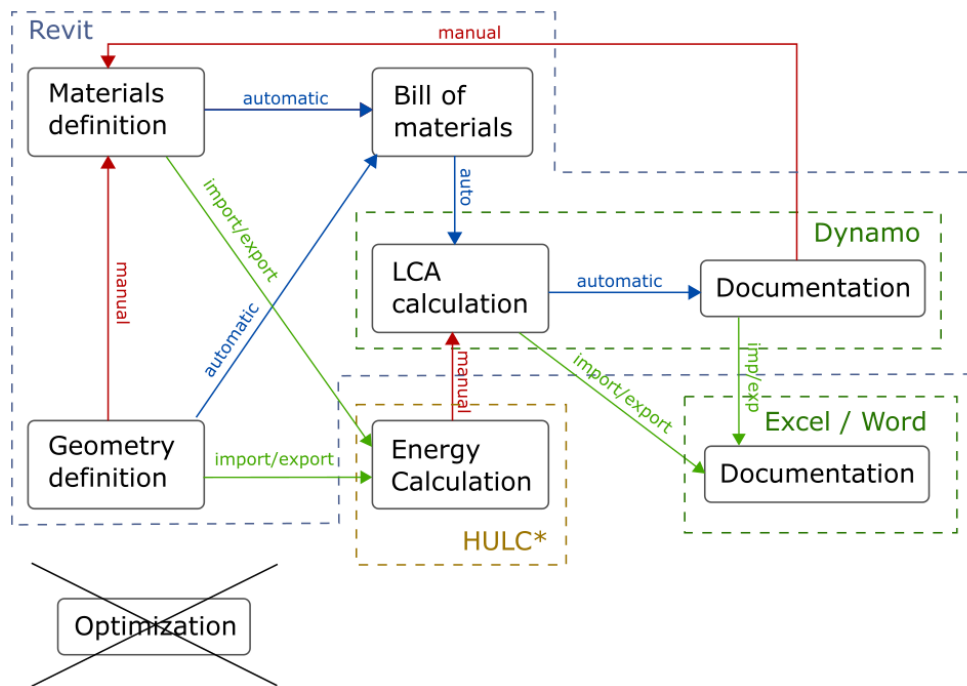 Revit
manual
Materials
definition
automatic
Bill of
materials
import/export
auto
manual
automatic
Dynamo
LCA
calculation
automatic
Documentation
manual
import/export
imp/exp
Geometry
definition
import/export
Energy
Calculation
HULC*
Excel / Word
Documentation
Optimization